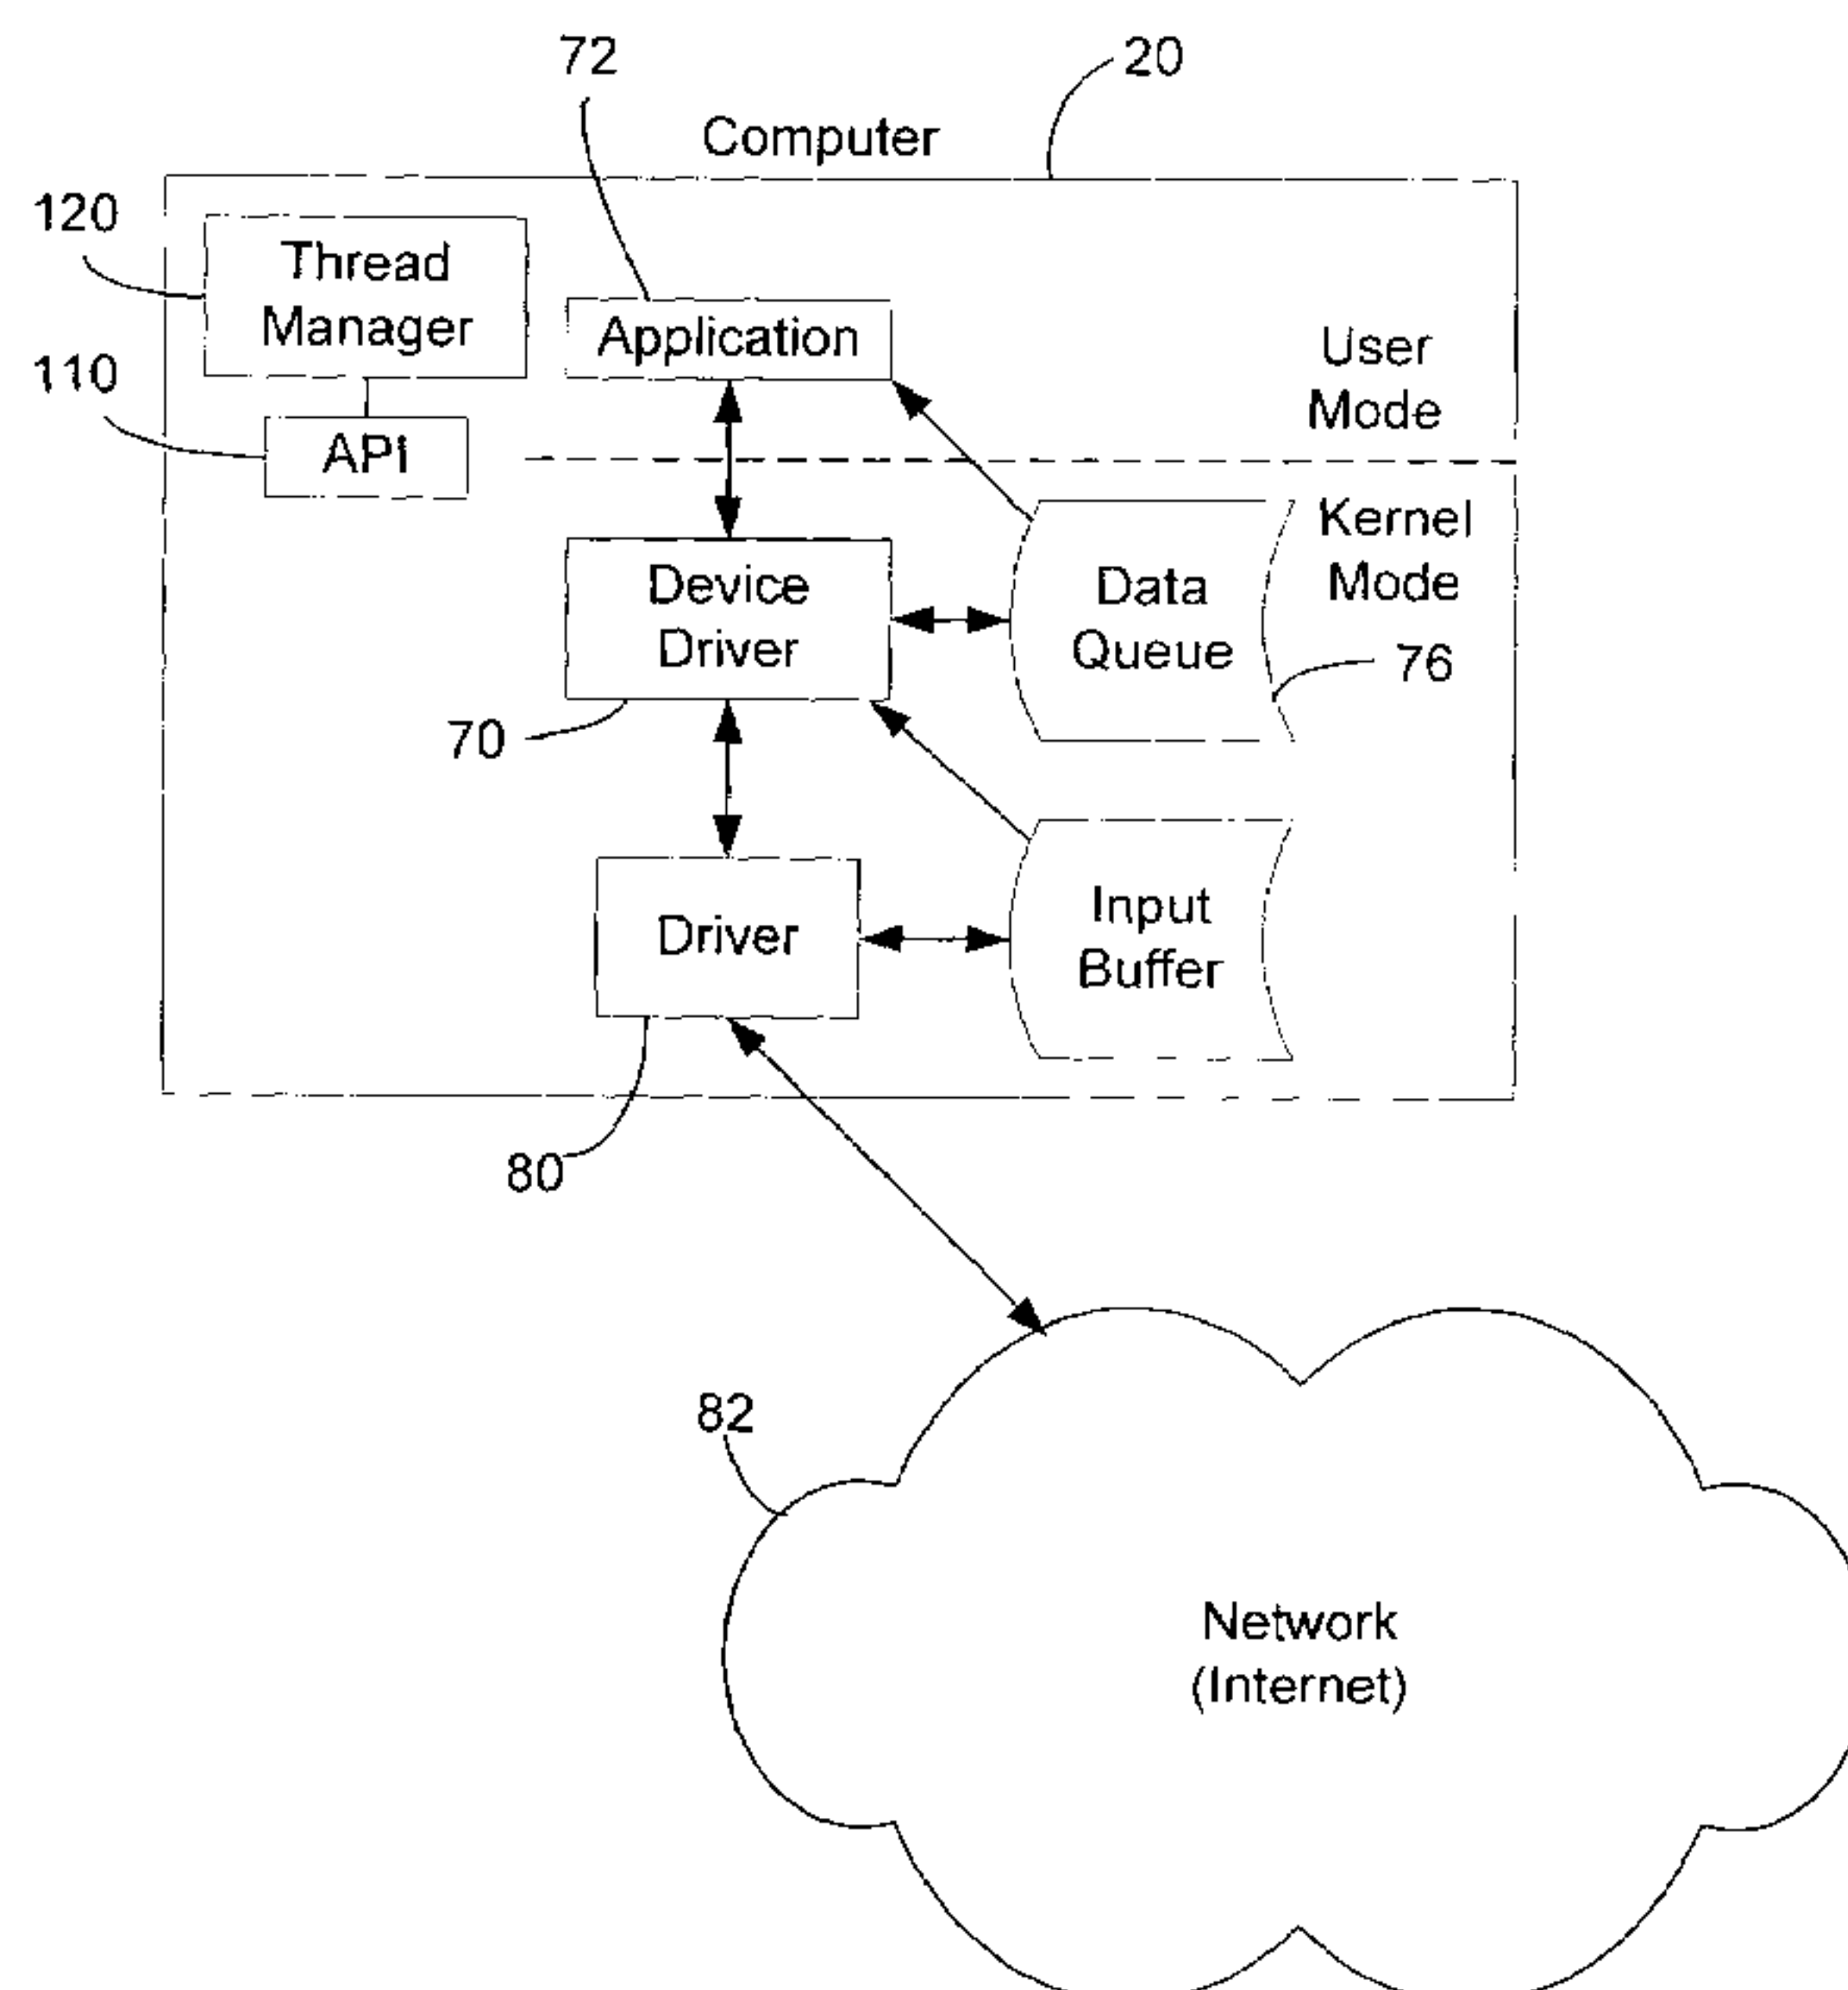 72
20
Computer
120
Thread
Manager
Application
User
Mode
110
API
Kernel
Mode
Device
Driver
Data
Queue
76
70
Driver
Input
Buffer
80
82
Network
(Internet)